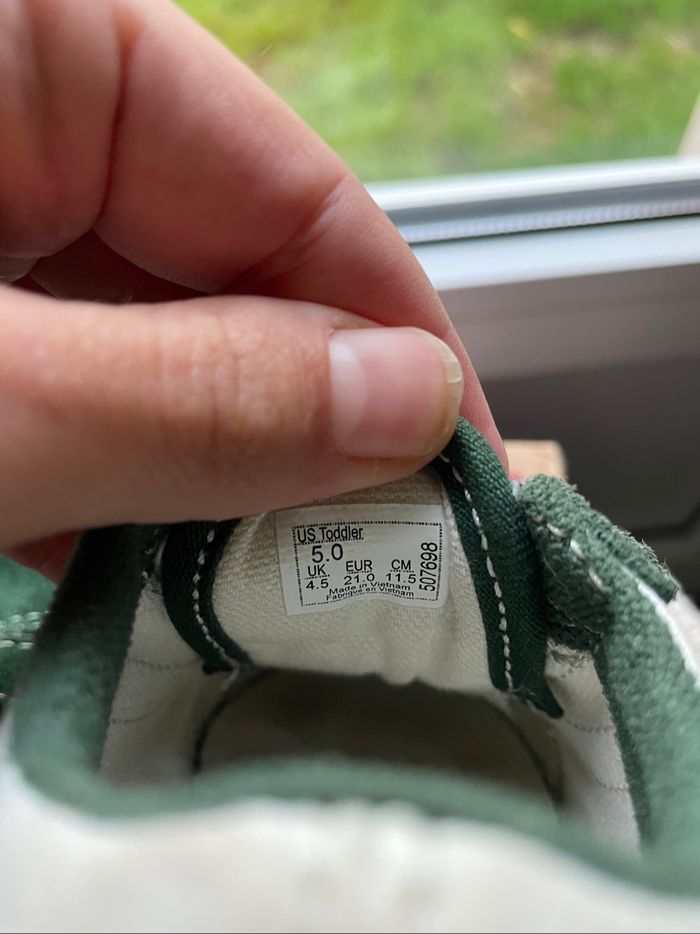 US Toddler
5.0
UK EUR CM
4.5 21.0 11.5
Made in Vietnam
Fabriqué en Vietnam
507698